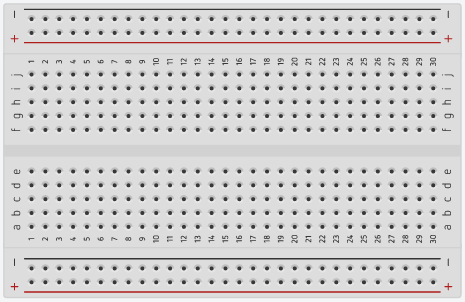 − −
+ +
1 2 3 4 5 6 7 8 9 10 11 12 13 14 15 16 17 18 19 20 21 22 23 24 25 26 27 28 29 30
j j
i i
h h
g g
f f
e e
d d
c c
b b
a a
1 2 3 4 5 6 7 8 9 10 11 12 13 14 15 16 17 18 19 20 21 22 23 24 25 26 27 28 29 30
− −
+ +